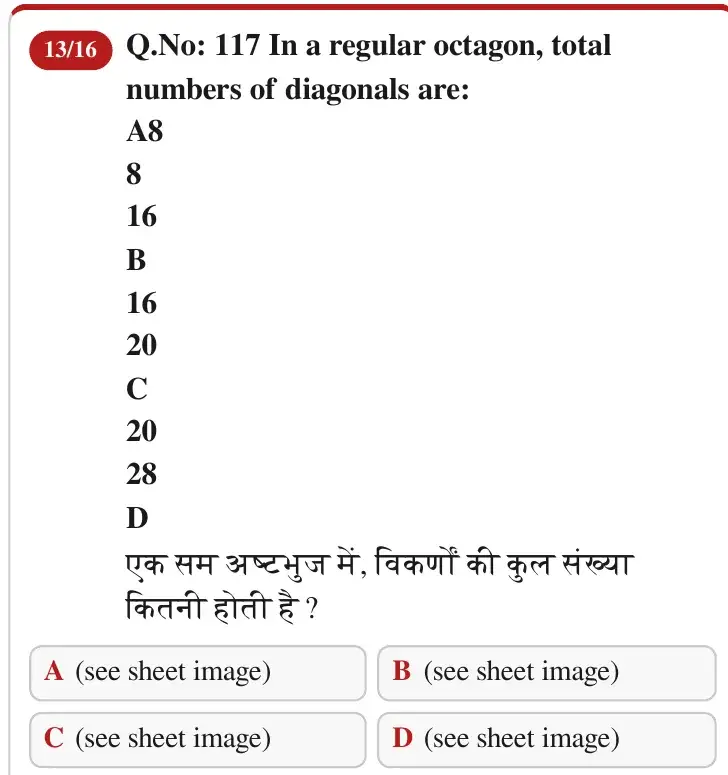 13/16 Q.No: 117 In a regular octagon, total
numbers of diagonals are:
A8
8
16
B
16
20
C
20
28
D
एक सम अष्टभुज में, विकर्णों की कुल संख्या
कितनी होती है ?
A (see sheet image)
B (see sheet image)
C (see sheet image)
D (see sheet image)